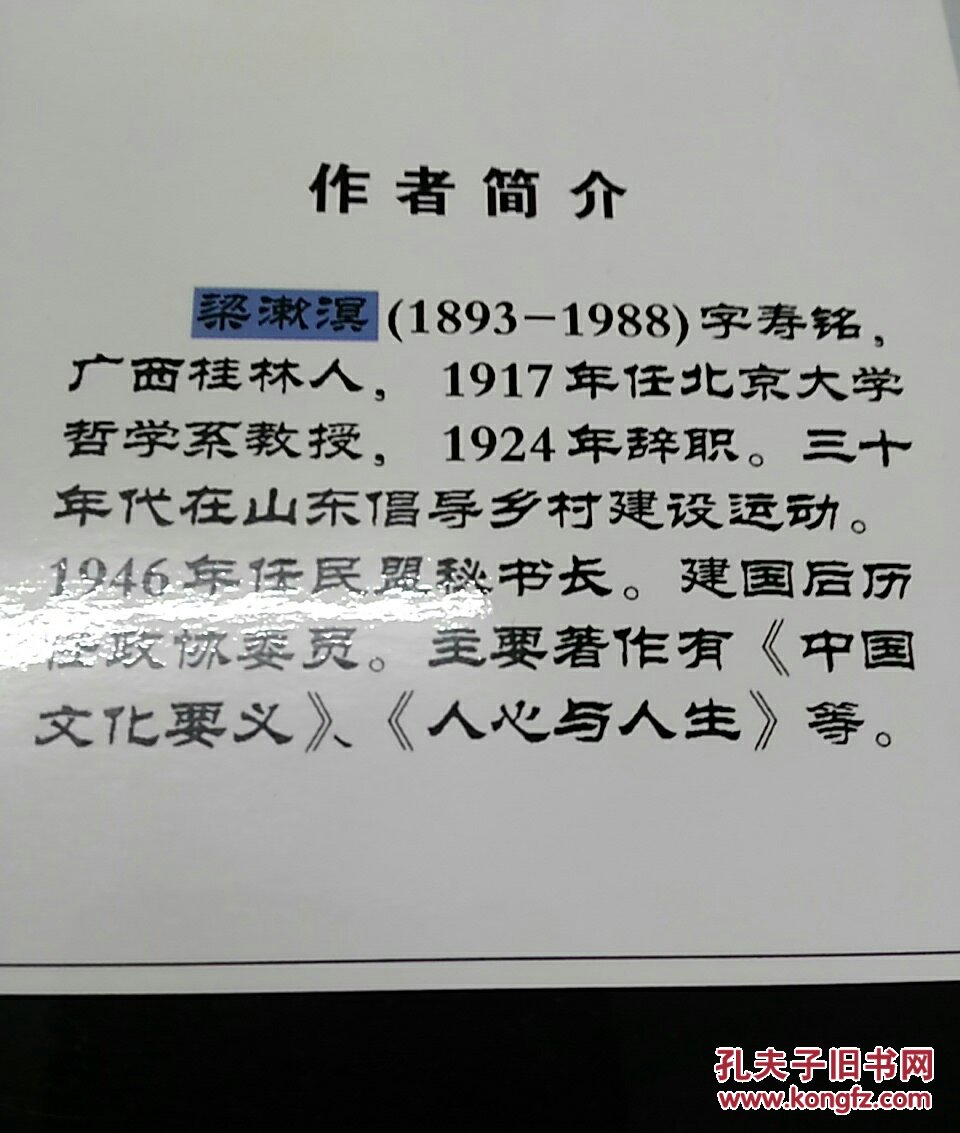 作者简介
梁漱溟(1893-1988)字寿铭，
广西桂林人，1917年任北京大学
哲学系教授，1924年辞职。三十
年代在山东倡导乡村建设运动。
1946年任民盟秘书长。建国后历
任政协委员。主要著作有《中国
文化要义》、《人心与人生》等。
孔夫子旧书网
www.kongfz.com